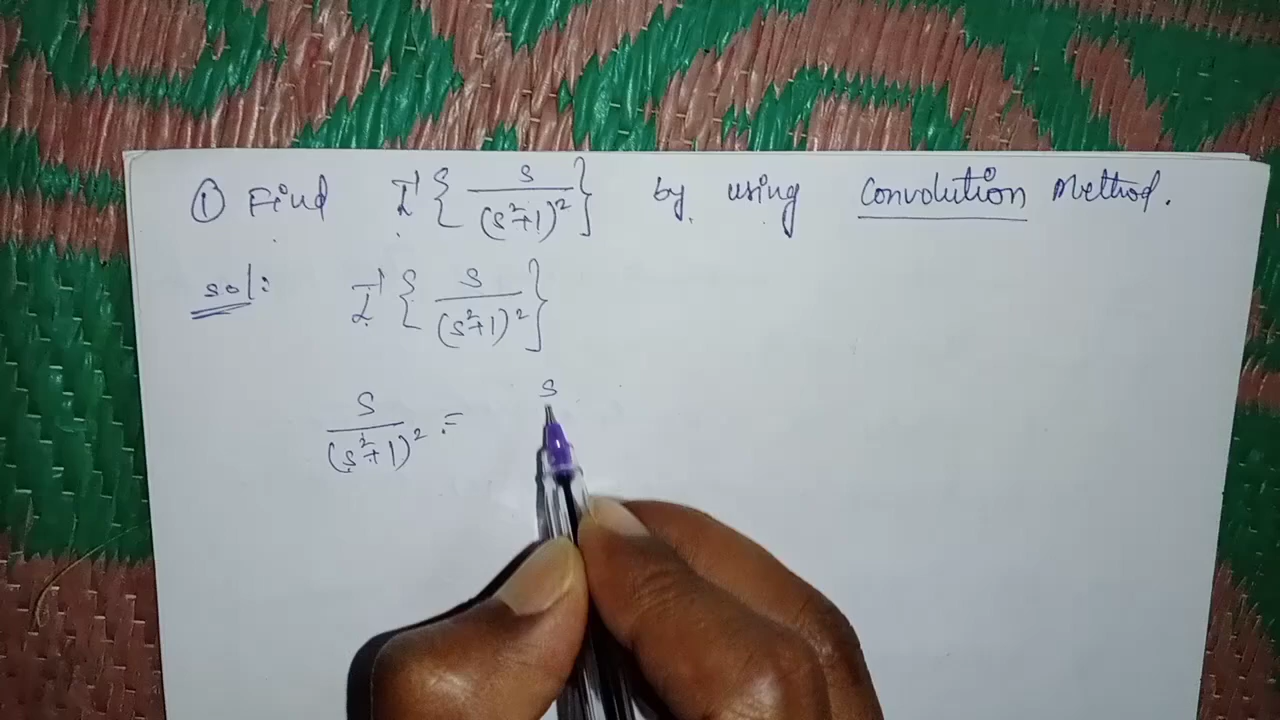 ① Find L⁻¹{ s/(s²+1)² } by using Convolution Method.
Sol: L⁻¹{ s/(s²+1)² }
s/(s²+1)² = s